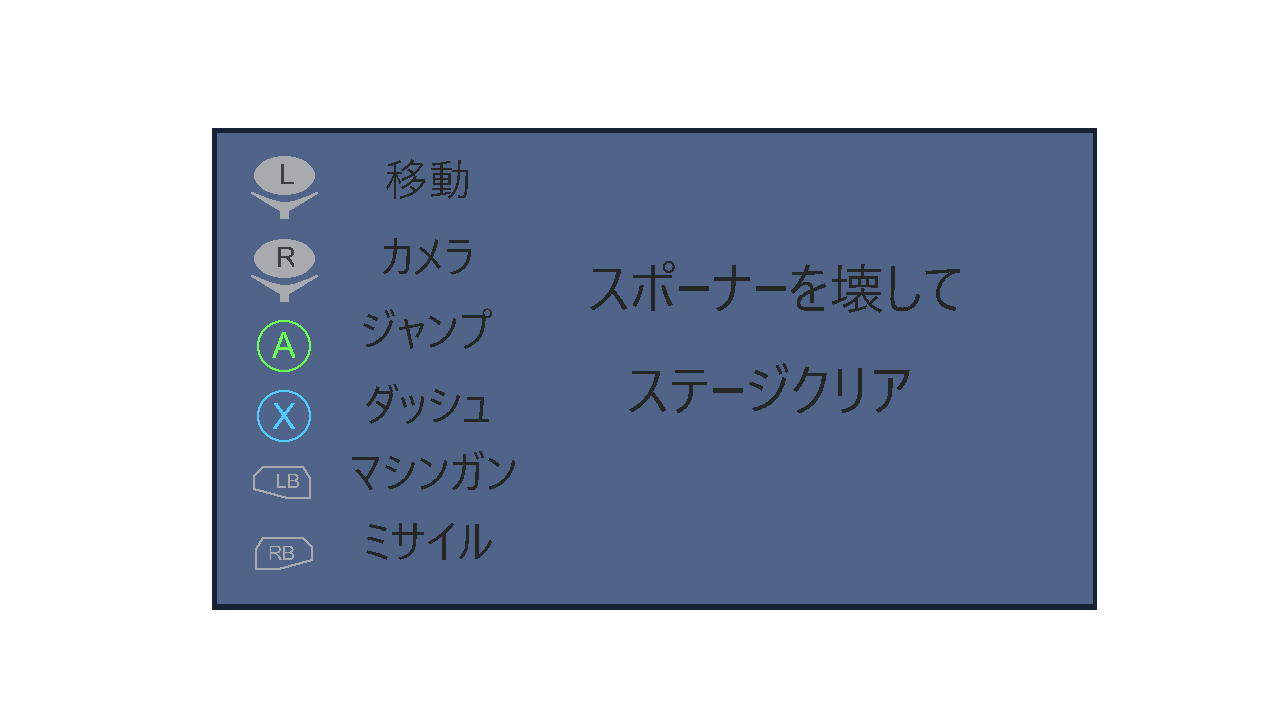 L 移動
R カメラ
A ジャンプ
X ダッシュ
LB マシンガン
RB ミサイル
スポーナーを壊して
ステージクリア